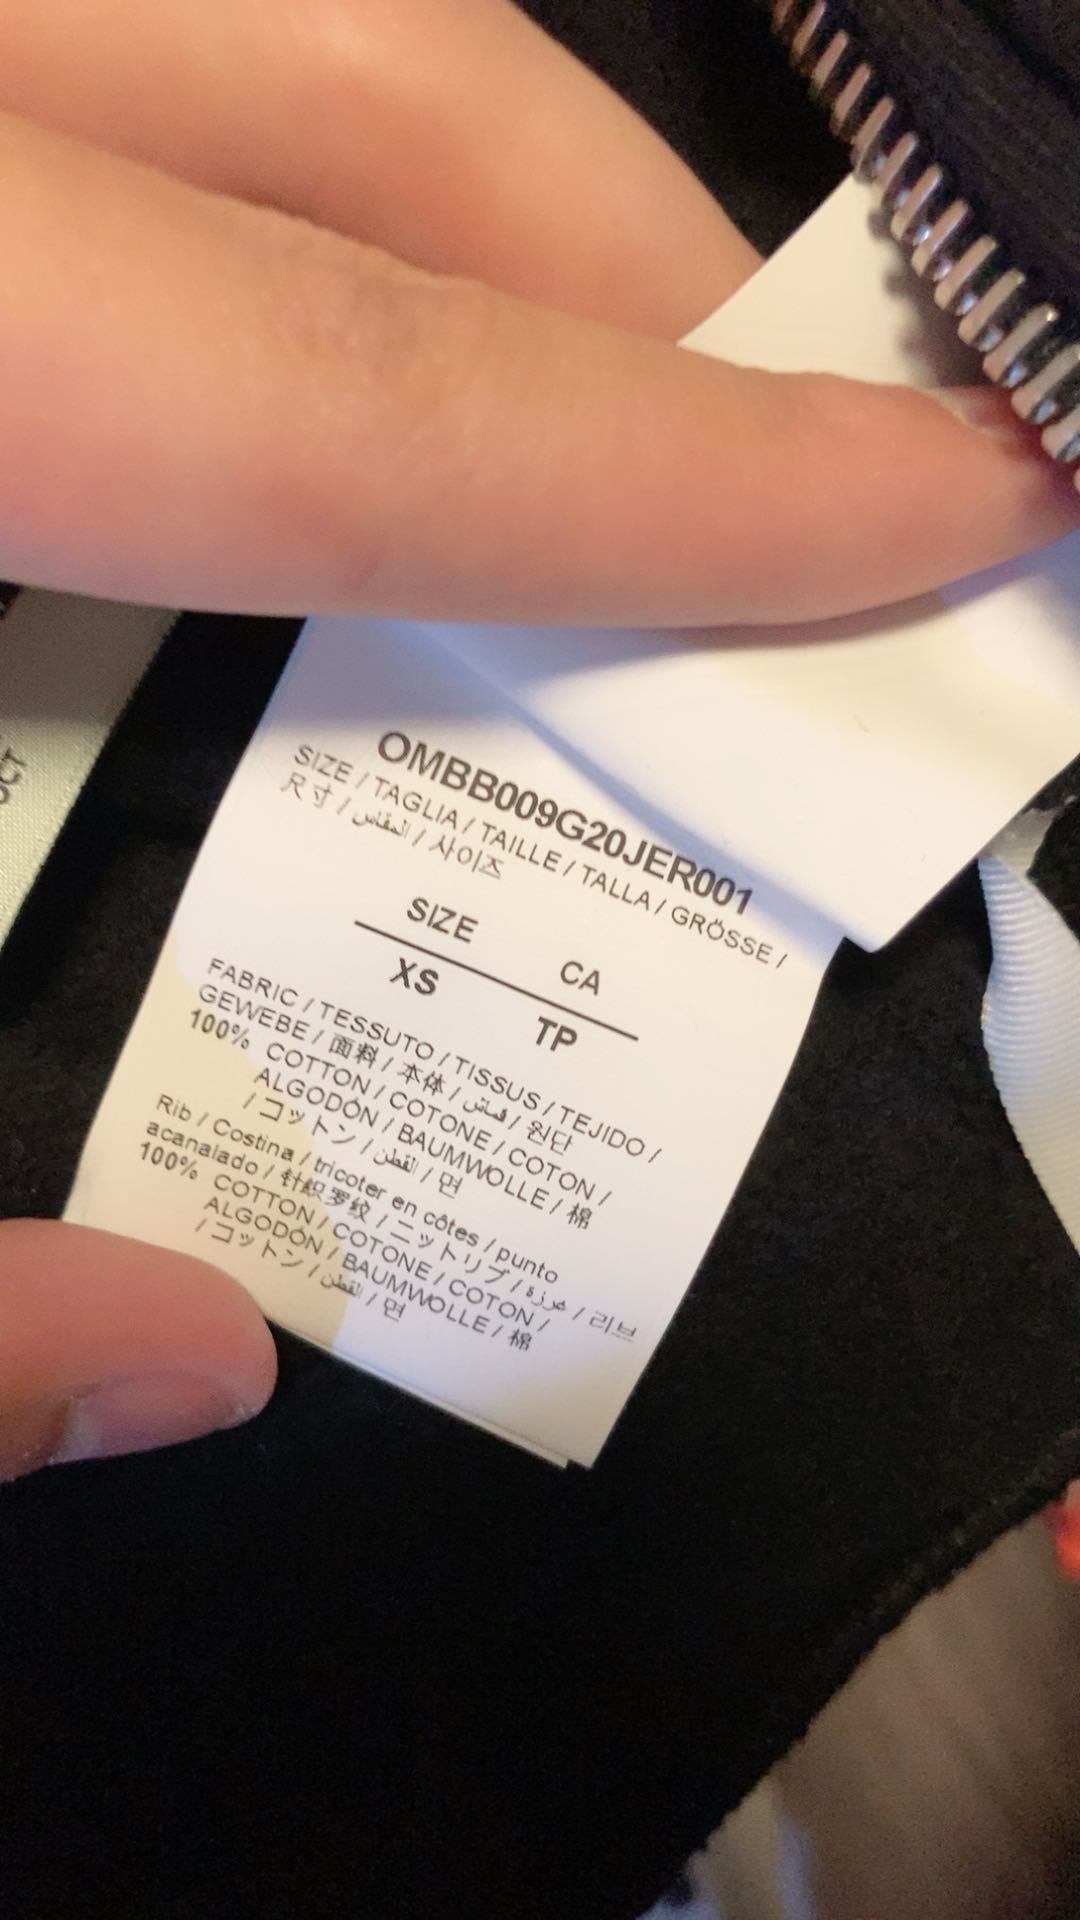 OMBB009G20JER001
SIZE / TAGLIA / TAILLE / TALLA / GRÖSSE /
尺寸 / المقاس / 사이즈
SIZE CA
XS TP
FABRIC / TESSUTO / TISSUS / TEJIDO /
GEWEBE / 面料 / 本体 / قماش / 원단
100% COTTON / COTONE / COTON /
ALGODÓN / BAUMWOLLE / 棉
/ コットン / القطن / 면
Rib / Costina / tricoter en côtes / punto
acanalado / 针织罗纹 / ニットリブ / غرزة / 리브
100% COTTON / COTONE / COTON /
ALGODÓN / BAUMWOLLE / 棉
/ コットン / القطن / 면